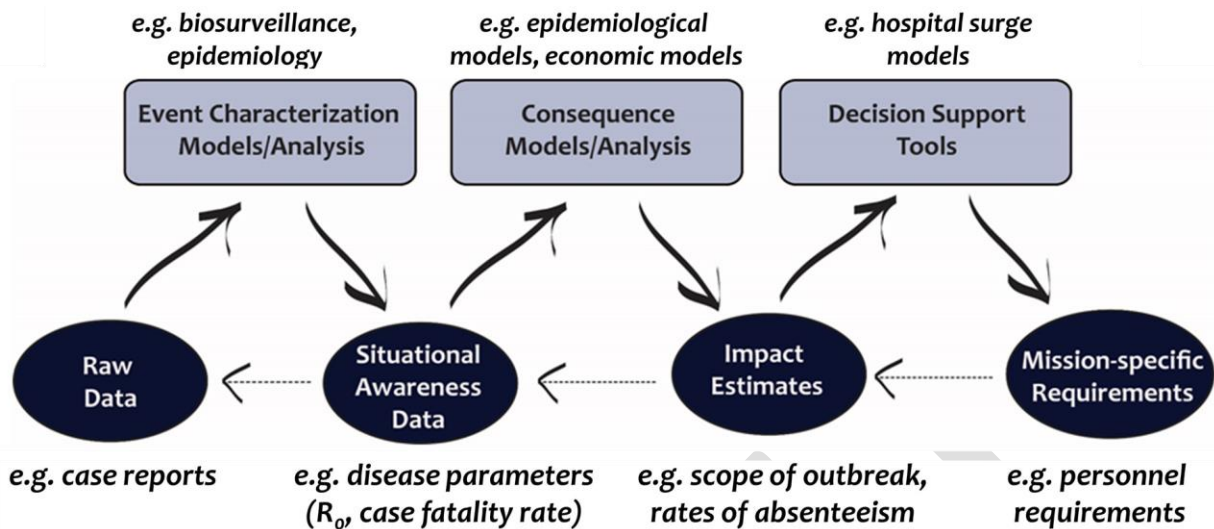 e.g. biosurveillance,
epidemiology
e.g. epidemiological
models, economic models
e.g. hospital surge
models
Event Characterization
Models/Analysis
Consequence
Models/Analysis
Decision Support
Tools
Raw
Data
Situational
Awareness
Data
Impact
Estimates
Mission-specific
Requirements
e.g. case reports
e.g. disease parameters
(R₀, case fatality rate)
e.g. scope of outbreak,
rates of absenteeism
e.g. personnel
requirements